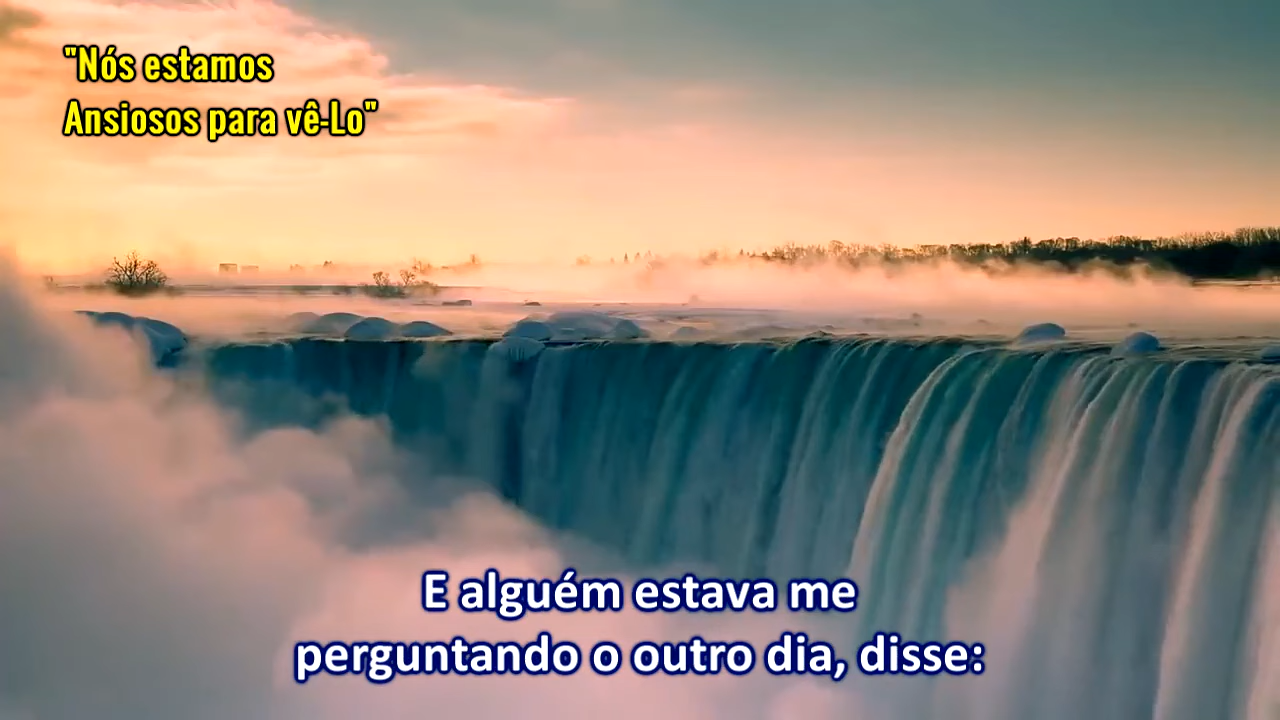 "Nós estamos
Ansiosos para vê-Lo"
E alguém estava me
perguntando o outro dia, disse: